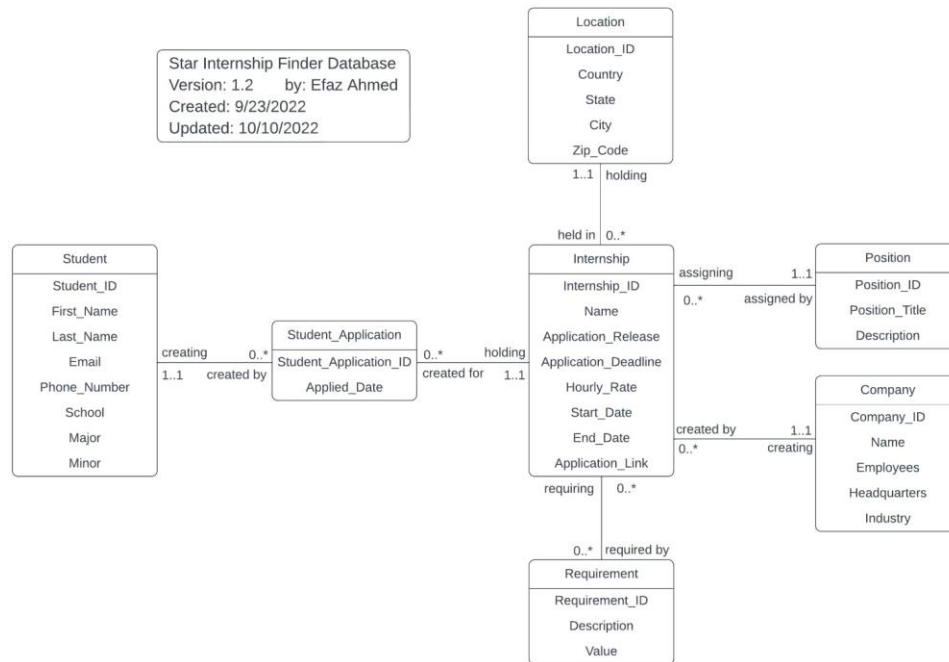 Star Internship Finder Database
Version: 1.2 by: Efaz Ahmed
Created: 9/23/2022
Updated: 10/10/2022
Location
Location_ID
Country
State
City
Zip_Code
1..1 holding
held in 0..*
Student
Student_ID
First_Name
Last_Name
Email
Phone_Number
School
Major
Minor
creating 0..*
1..1 created by
Student_Application
Student_Application_ID
Applied_Date
0..* holding
created for 1..1
Internship
Internship_ID
Name
Application_Release
Application_Deadline
Hourly_Rate
Start_Date
End_Date
Application_Link
assigning 1..1
0..* assigned by
Position
Position_ID
Position_Title
Description
created by 1..1
0..* creating
Company
Company_ID
Name
Employees
Headquarters
Industry
requiring 0..*
0..* required by
Requirement
Requirement_ID
Description
Value